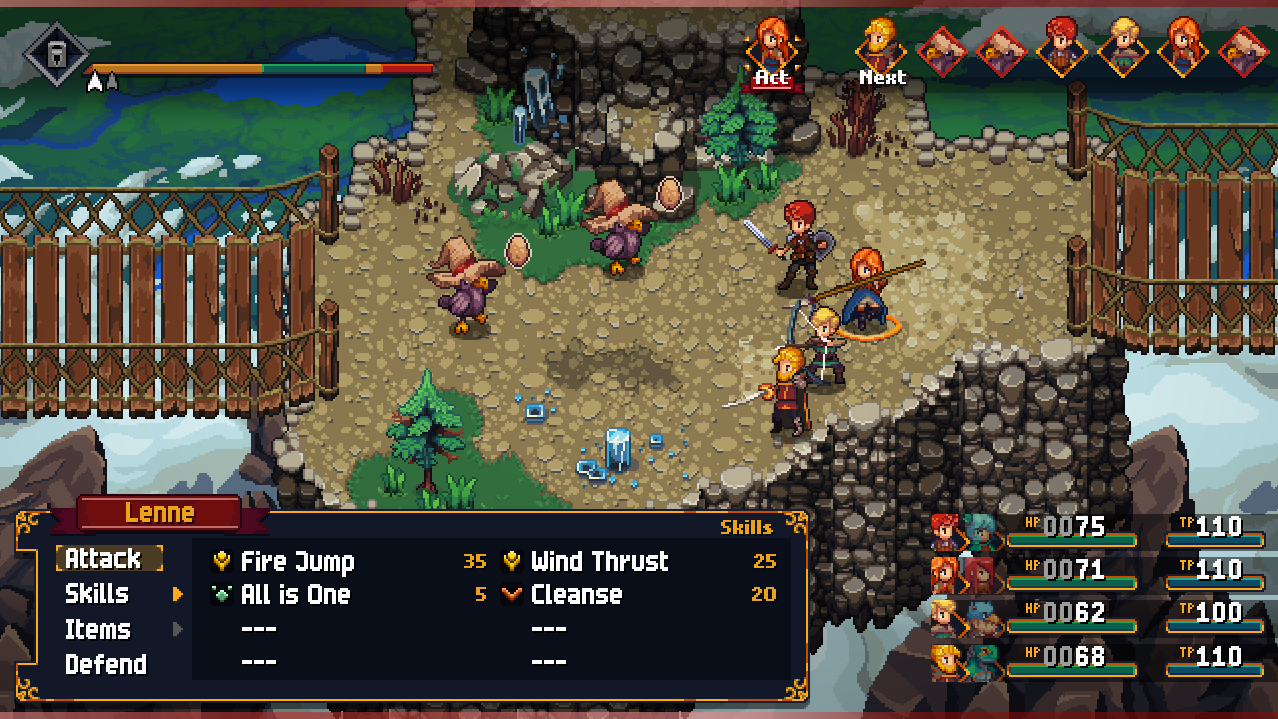 Act
Next
Lenne
Skills
Attack
Fire Jump 35 Wind Thrust 25
Skills
All is One 5 Cleanse 20
Items
--- ---
Defend
--- ---
HP 0075 TP 110
HP 0071 TP 110
HP 0062 TP 100
HP 0068 TP 110